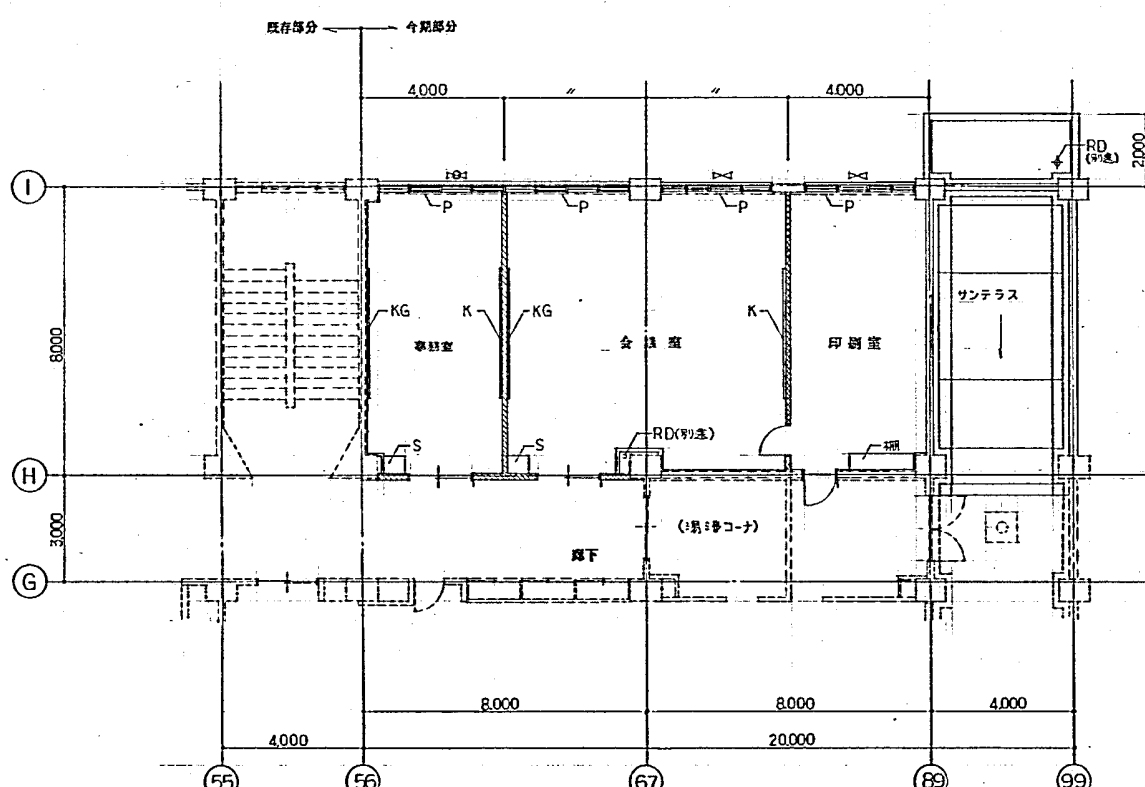 既存部分 今期部分
4,000 〃 〃 4,000
2,000
RD
(別途)
I
P P P P
8,000
KG K KG K
事務室 会議室 印刷室
サンテラス
S S RD(別途) 棚
H
3,000
(湯沸コーナ)
廊下
G
8,000 8,000 4,000
4,000 20,000
55 56 67 89 99